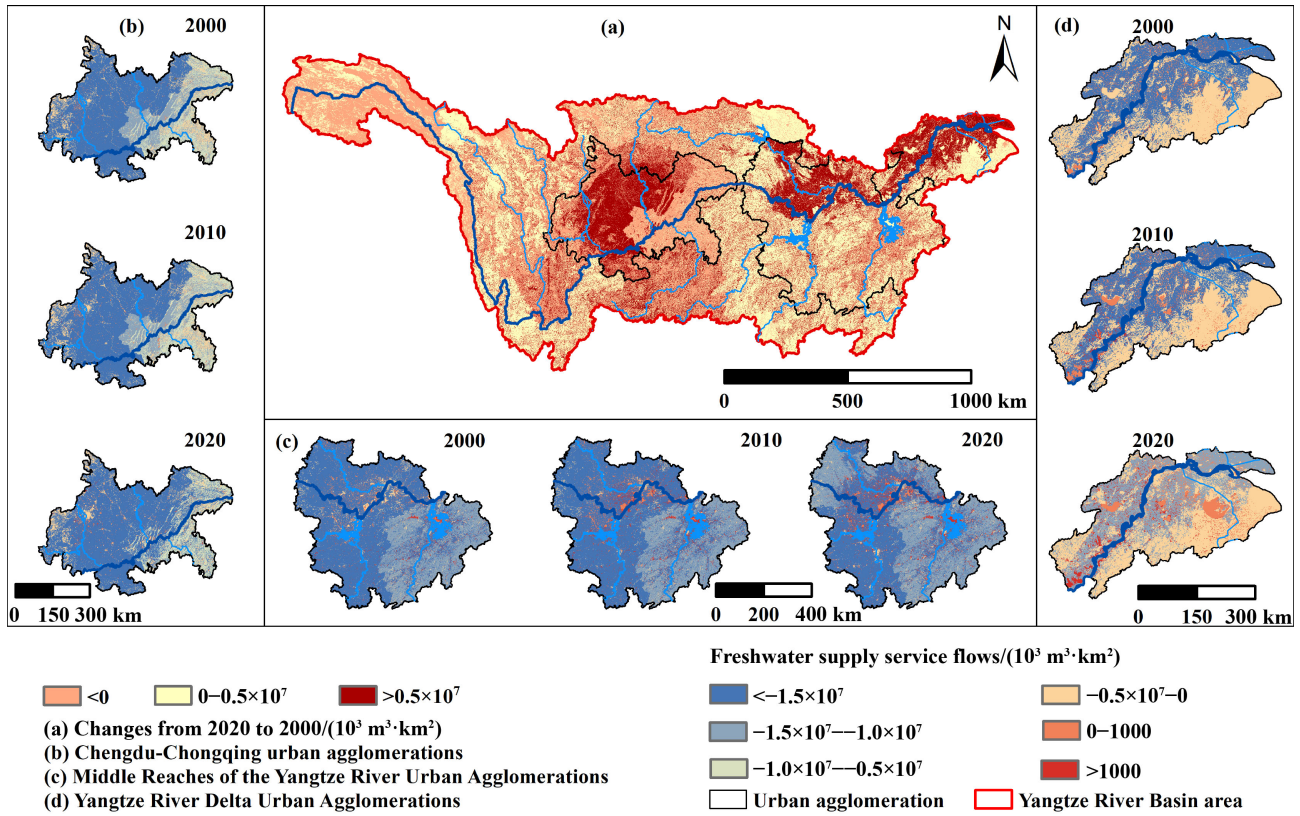 (b)
2000
2010
2020
0 150 300 km
(a)
N
0 500 1000 km
(c)
2000
2010
2020
0 200 400 km
(d)
2000
2010
2020
0 150 300 km
<0
0−0.5×10⁷
>0.5×10⁷
(a) Changes from 2020 to 2000/(10³ m³·km²)
(b) Chengdu-Chongqing urban agglomerations
(c) Middle Reaches of the Yangtze River Urban Agglomerations
(d) Yangtze River Delta Urban Agglomerations
Freshwater supply service flows/(10³ m³·km²)
<−1.5×10⁷
−1.5×10⁷—−1.0×10⁷
−1.0×10⁷—−0.5×10⁷
−0.5×10⁷−0
0−1000
>1000
Urban agglomeration
Yangtze River Basin area